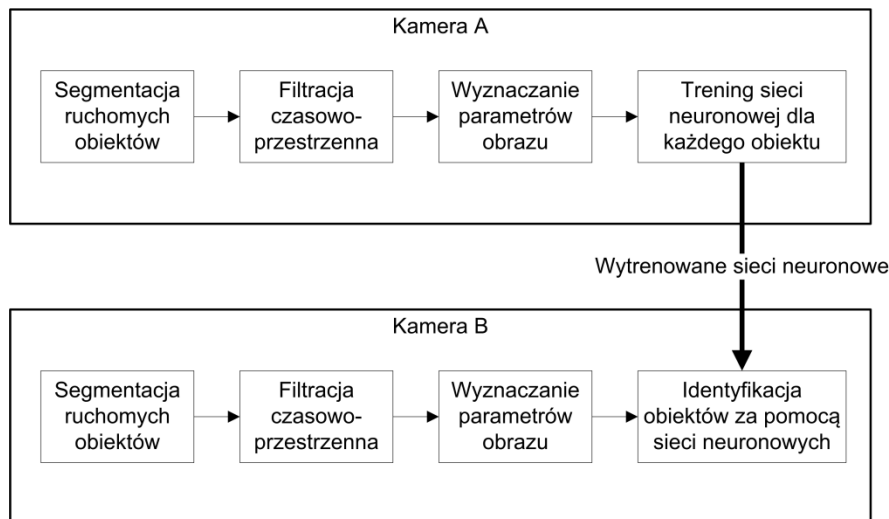 Kamera A
Segmentacja
ruchomych
obiektów
Filtracja
czasowo-
przestrzenna
Wyznaczanie
parametrów
obrazu
Trening sieci
neuronowej dla
każdego obiektu
Wytrenowane sieci neuronowe
Kamera B
Segmentacja
ruchomych
obiektów
Filtracja
czasowo-
przestrzenna
Wyznaczanie
parametrów
obrazu
Identyfikacja
obiektów za pomocą
sieci neuronowych